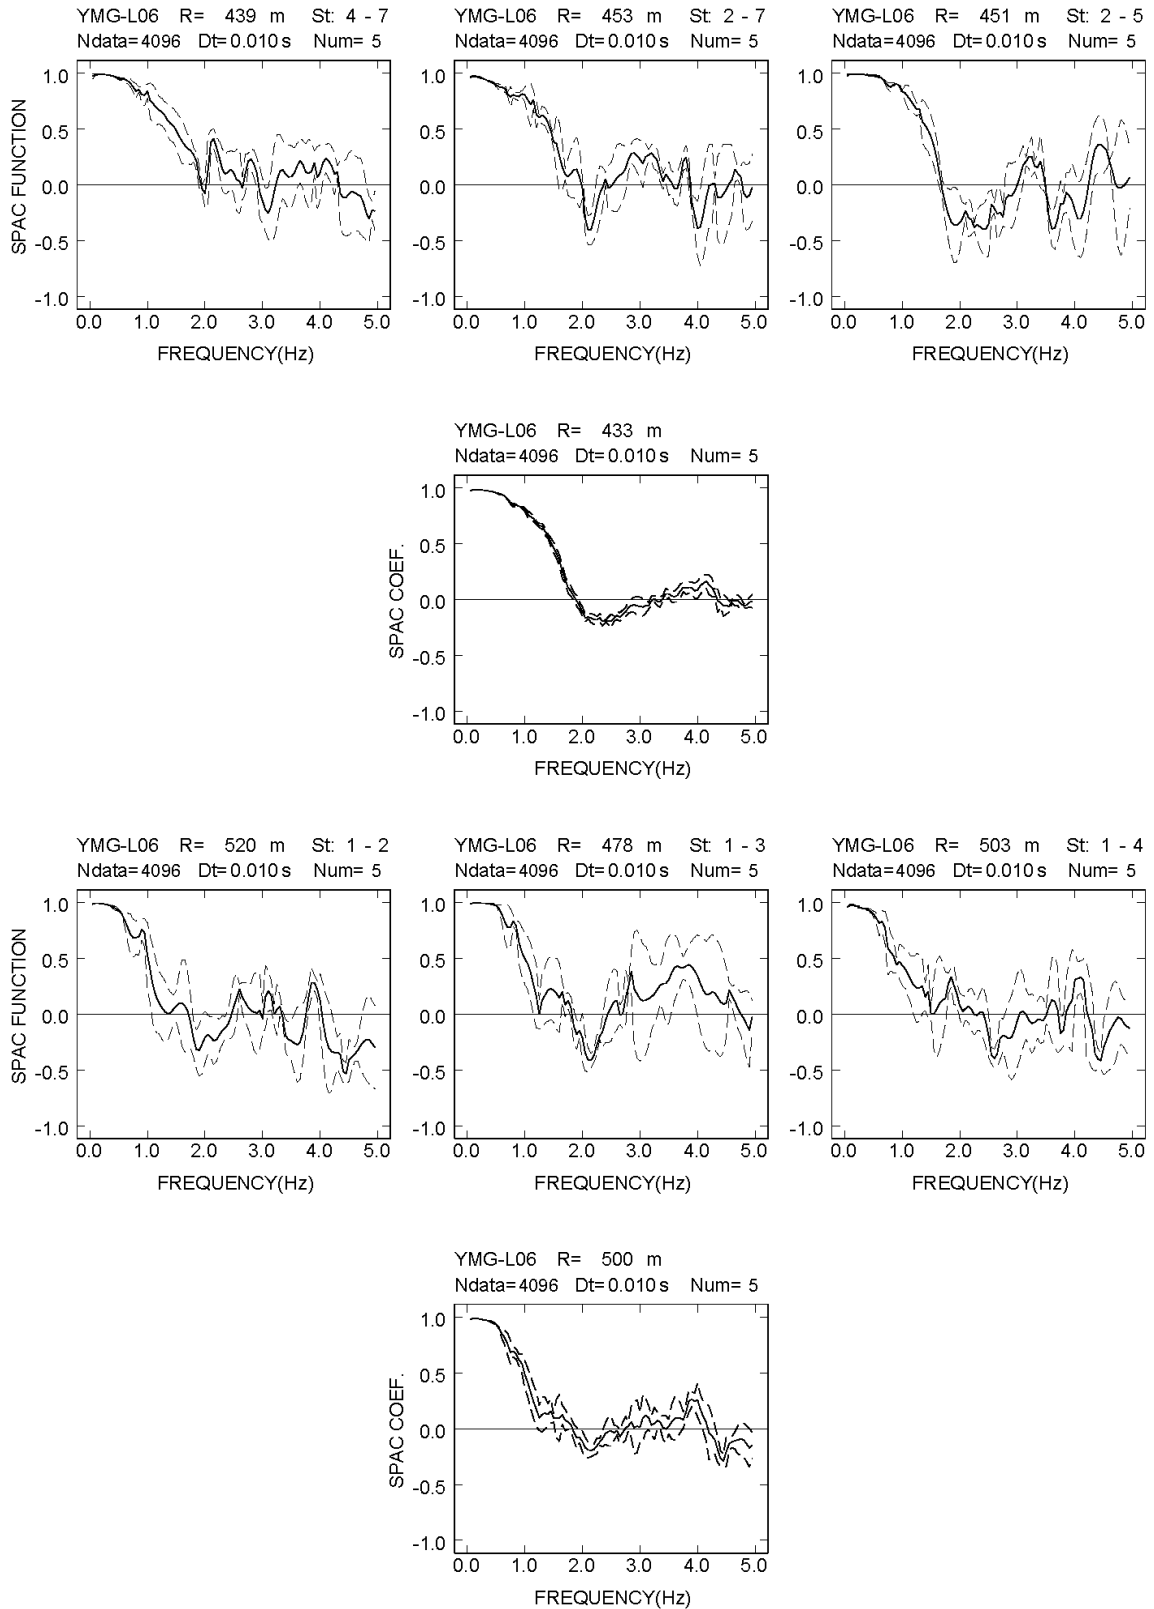 YMG-L06 R= 439 m St: 4 - 7
Ndata=4096 Dt=0.010 s Num= 5
1.0
0.5
0.0
-0.5
-1.0
SPAC FUNCTION
0.0 1.0 2.0 3.0 4.0 5.0
FREQUENCY(Hz)
YMG-L06 R= 453 m St: 2 - 7
Ndata=4096 Dt=0.010 s Num= 5
1.0
0.5
0.0
-0.5
-1.0
0.0 1.0 2.0 3.0 4.0 5.0
FREQUENCY(Hz)
YMG-L06 R= 451 m St: 2 - 5
Ndata=4096 Dt=0.010 s Num= 5
1.0
0.5
0.0
-0.5
-1.0
0.0 1.0 2.0 3.0 4.0 5.0
FREQUENCY(Hz)
YMG-L06 R= 433 m
Ndata=4096 Dt=0.010 s Num= 5
1.0
0.5
0.0
-0.5
-1.0
SPAC COEF.
0.0 1.0 2.0 3.0 4.0 5.0
FREQUENCY(Hz)
YMG-L06 R= 520 m St: 1 - 2
Ndata=4096 Dt=0.010 s Num= 5
1.0
0.5
0.0
-0.5
-1.0
SPAC FUNCTION
0.0 1.0 2.0 3.0 4.0 5.0
FREQUENCY(Hz)
YMG-L06 R= 478 m St: 1 - 3
Ndata=4096 Dt=0.010 s Num= 5
1.0
0.5
0.0
-0.5
-1.0
0.0 1.0 2.0 3.0 4.0 5.0
FREQUENCY(Hz)
YMG-L06 R= 503 m St: 1 - 4
Ndata=4096 Dt=0.010 s Num= 5
1.0
0.5
0.0
-0.5
-1.0
0.0 1.0 2.0 3.0 4.0 5.0
FREQUENCY(Hz)
YMG-L06 R= 500 m
Ndata=4096 Dt=0.010 s Num= 5
1.0
0.5
0.0
-0.5
-1.0
SPAC COEF.
0.0 1.0 2.0 3.0 4.0 5.0
FREQUENCY(Hz)